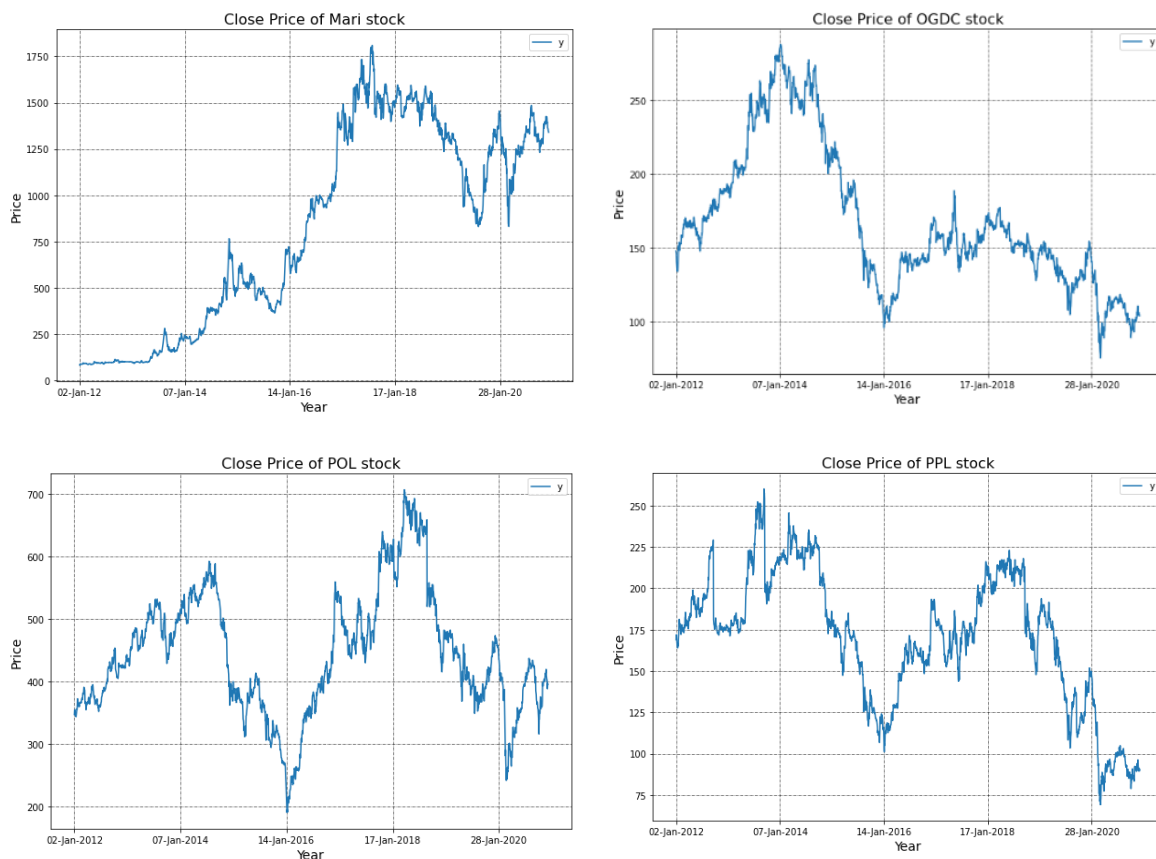 Close Price of Mari stock
y
1750
1500
1250
1000
750
500
250
0
Price
02-Jan-12 07-Jan-14 14-Jan-16 17-Jan-18 28-Jan-20
Year
Close Price of OGDC stock
y
250
200
150
100
Price
02-Jan-2012 07-Jan-2014 14-Jan-2016 17-Jan-2018 28-Jan-2020
Year
Close Price of POL stock
y
700
600
500
400
300
200
Price
02-Jan-2012 07-Jan-2014 14-Jan-2016 17-Jan-2018 28-Jan-2020
Year
Close Price of PPL stock
y
250
225
200
175
150
125
100
75
Price
02-Jan-2012 07-Jan-2014 14-Jan-2016 17-Jan-2018 28-Jan-2020
Year